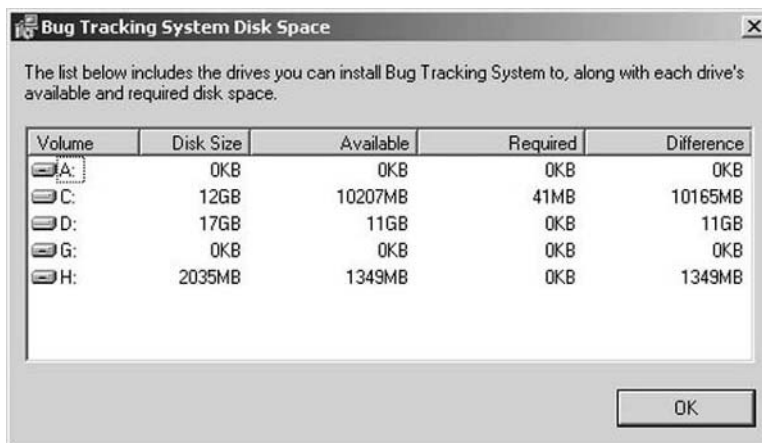 Bug Tracking System Disk Space
The list below includes the drives you can install Bug Tracking System to, along with each drive's
available and required disk space.
Volume Disk Size Available Required Difference
A: 0KB 0KB 0KB 0KB
C: 12GB 10207MB 41MB 10165MB
D: 17GB 11GB 0KB 11GB
G: 0KB 0KB 0KB 0KB
H: 2035MB 1349MB 0KB 1349MB
OK